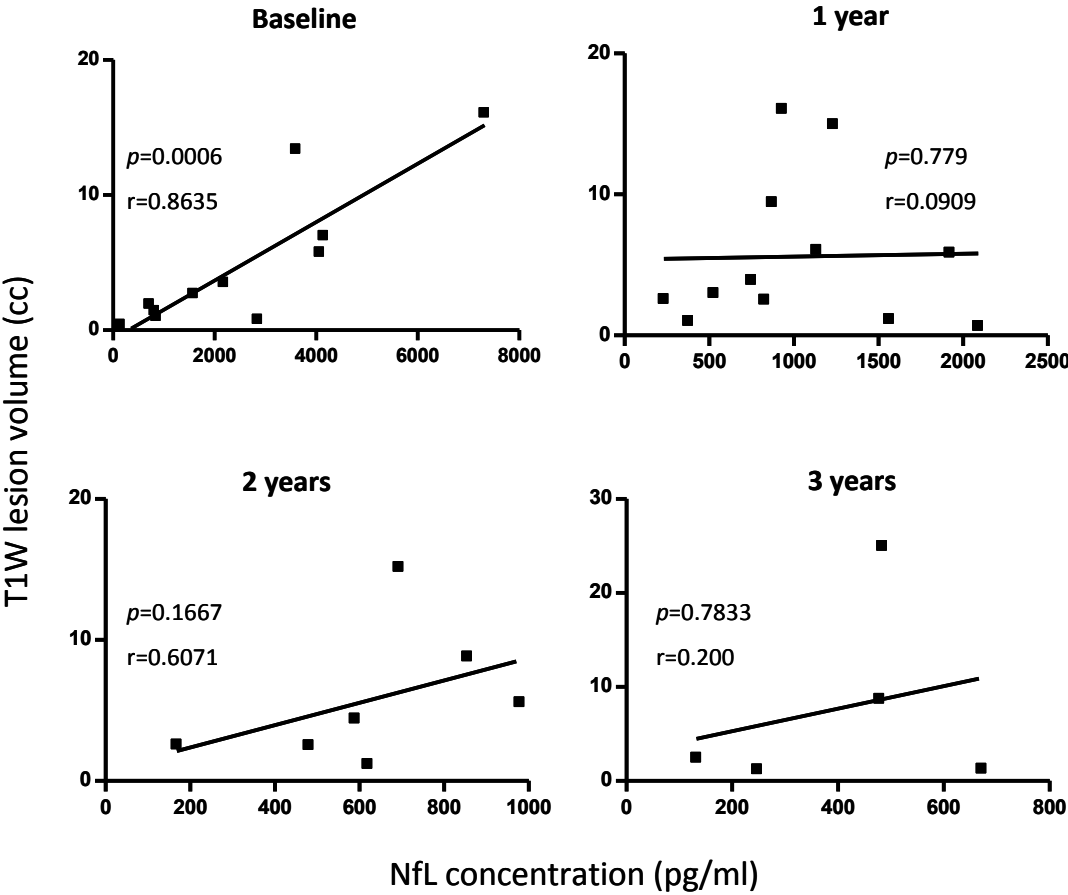 Baseline
20
10
0
p=0.0006
r=0.8635
0 2000 4000 6000 8000
1 year
20
10
0
p=0.779
r=0.0909
0 500 1000 1500 2000 2500
T1W lesion volume (cc)
2 years
20
10
0
p=0.1667
r=0.6071
0 200 400 600 800 1000
3 years
30
20
10
0
p=0.7833
r=0.200
0 200 400 600 800
NfL concentration (pg/ml)